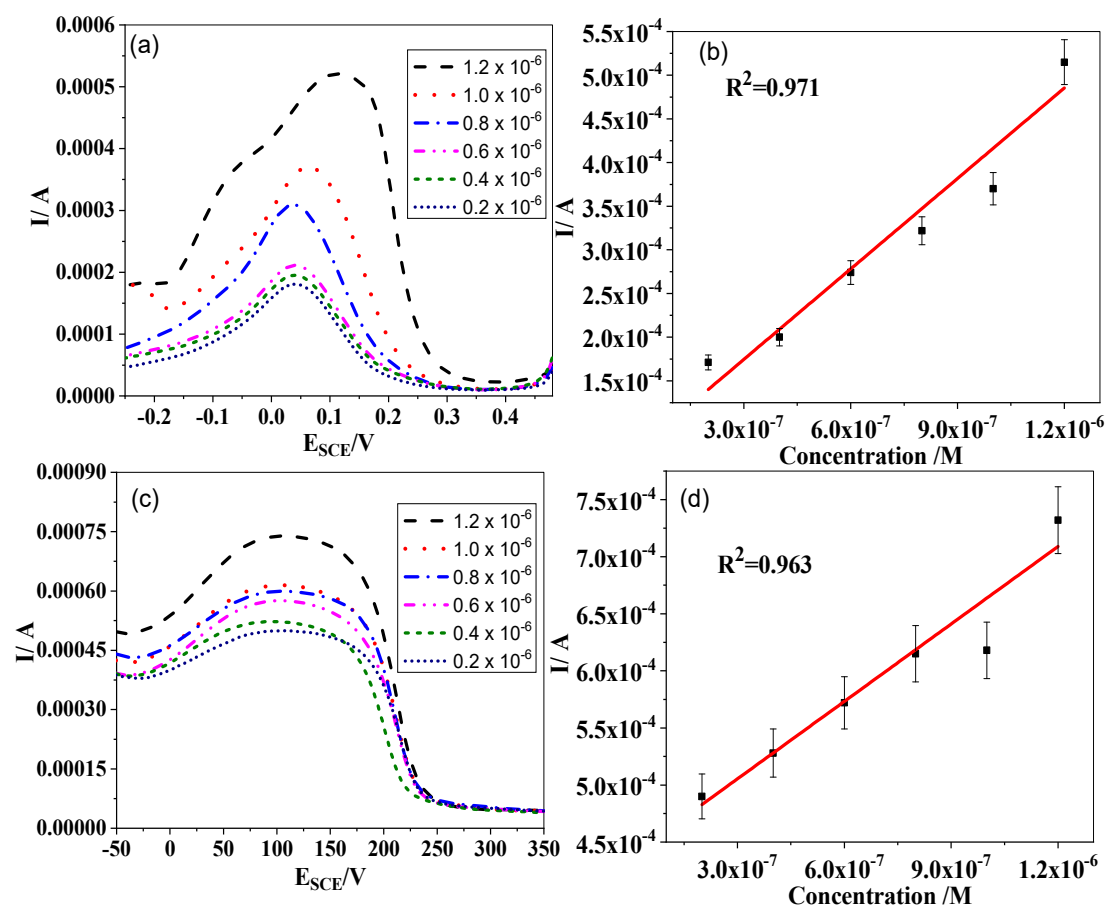 (a)
0.0006
0.0005
0.0004
0.0003
0.0002
0.0001
0.0000
I/ A
-0.2 -0.1 0.0 0.1 0.2 0.3 0.4
E_SCE/V
1.2 x 10^-6
1.0 x 10^-6
0.8 x 10^-6
0.6 x 10^-6
0.4 x 10^-6
0.2 x 10^-6
(b)
R^2=0.971
5.5x10^-4
5.0x10^-4
4.5x10^-4
4.0x10^-4
3.5x10^-4
3.0x10^-4
2.5x10^-4
2.0x10^-4
1.5x10^-4
I/ A
3.0x10^-7 6.0x10^-7 9.0x10^-7 1.2x10^-6
Concentration /M
(c)
0.00090
0.00075
0.00060
0.00045
0.00030
0.00015
0.00000
I/ A
-50 0 50 100 150 200 250 300 350
E_SCE/V
1.2 x 10^-6
1.0 x 10^-6
0.8 x 10^-6
0.6 x 10^-6
0.4 x 10^-6
0.2 x 10^-6
(d)
R^2=0.963
7.5x10^-4
7.0x10^-4
6.5x10^-4
6.0x10^-4
5.5x10^-4
5.0x10^-4
4.5x10^-4
I/ A
3.0x10^-7 6.0x10^-7 9.0x10^-7 1.2x10^-6
Concentration /M